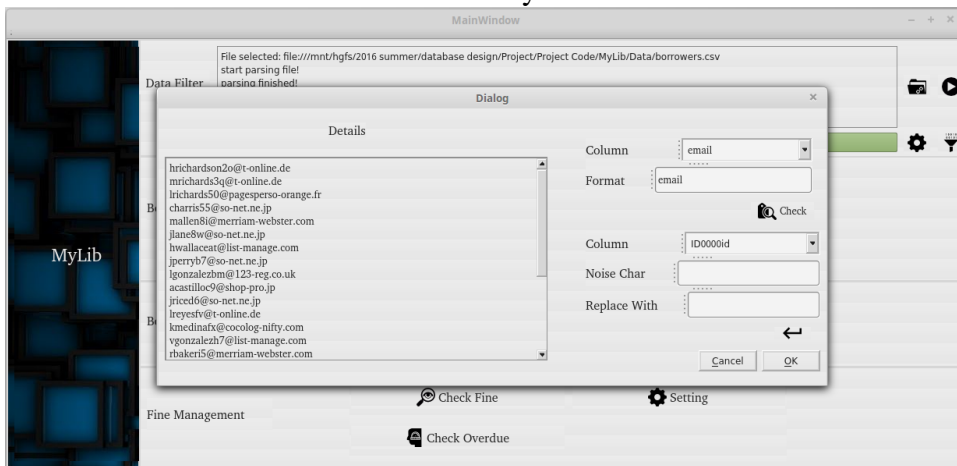 MainWindow
File selected: file:///mnt/hgfs/2016 summer/database design/Project/Project Code/MyLib/Data/borrowers.csv
start parsing file!
Data Filter
parsing finished!
Dialog
Details
hrichardson2o@t-online.de
mrichards3q@t-online.de
lrichards50@pagesperso-orange.fr
charris55@so-net.ne.jp
mallen8i@merriam-webster.com
jlane8w@so-net.ne.jp
hwallaceat@list-manage.com
jperryb7@so-net.ne.jp
lgonzalezbm@123-reg.co.uk
acastilloc9@shop-pro.jp
jriced6@so-net.ne.jp
lreyesfv@t-online.de
kmedinafx@cocolog-nifty.com
vgonzalezh7@list-manage.com
rbakeri5@merriam-webster.com
Column email
Format email
Check
Column ID0000id
Noise Char
Replace With
Cancel OK
MyLib
Check Fine Setting
Fine Management
Check Overdue